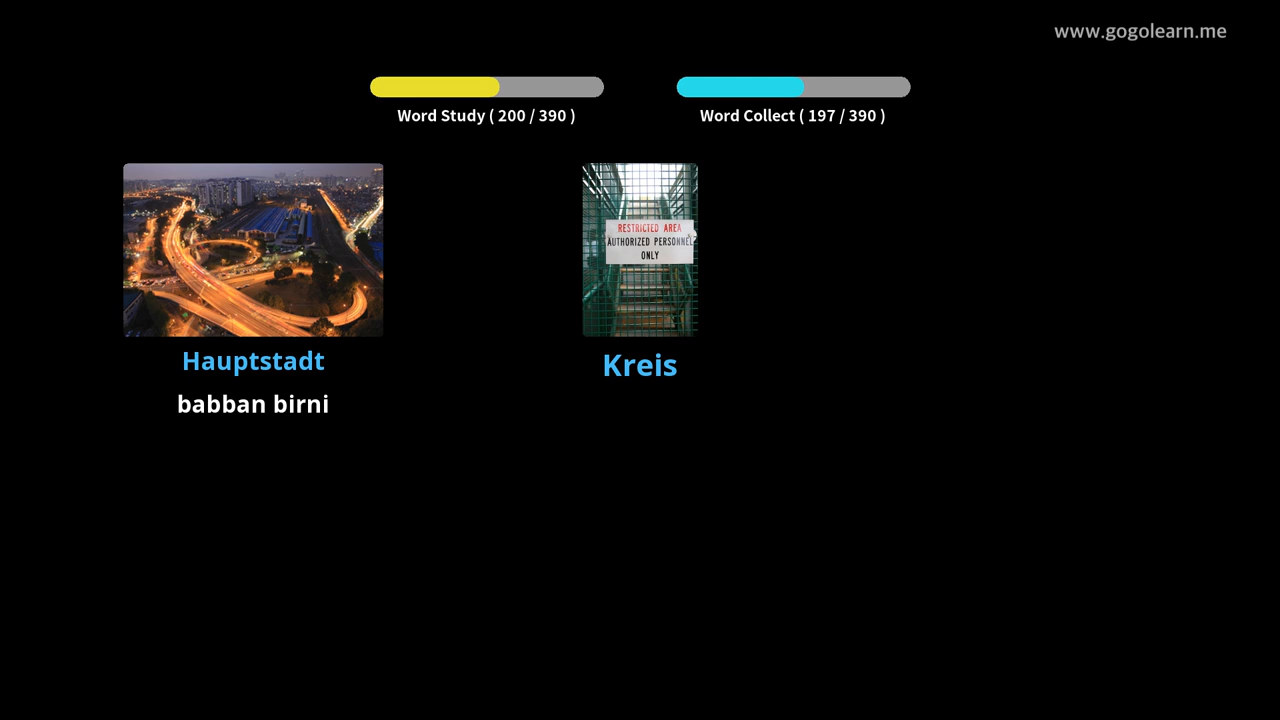 www.gogolearn.me
Word Study ( 200 / 390 )
Word Collect ( 197 / 390 )
RESTRICTED AREA
AUTHORIZED PERSONNEL
ONLY
Hauptstadt
Kreis
babban birni